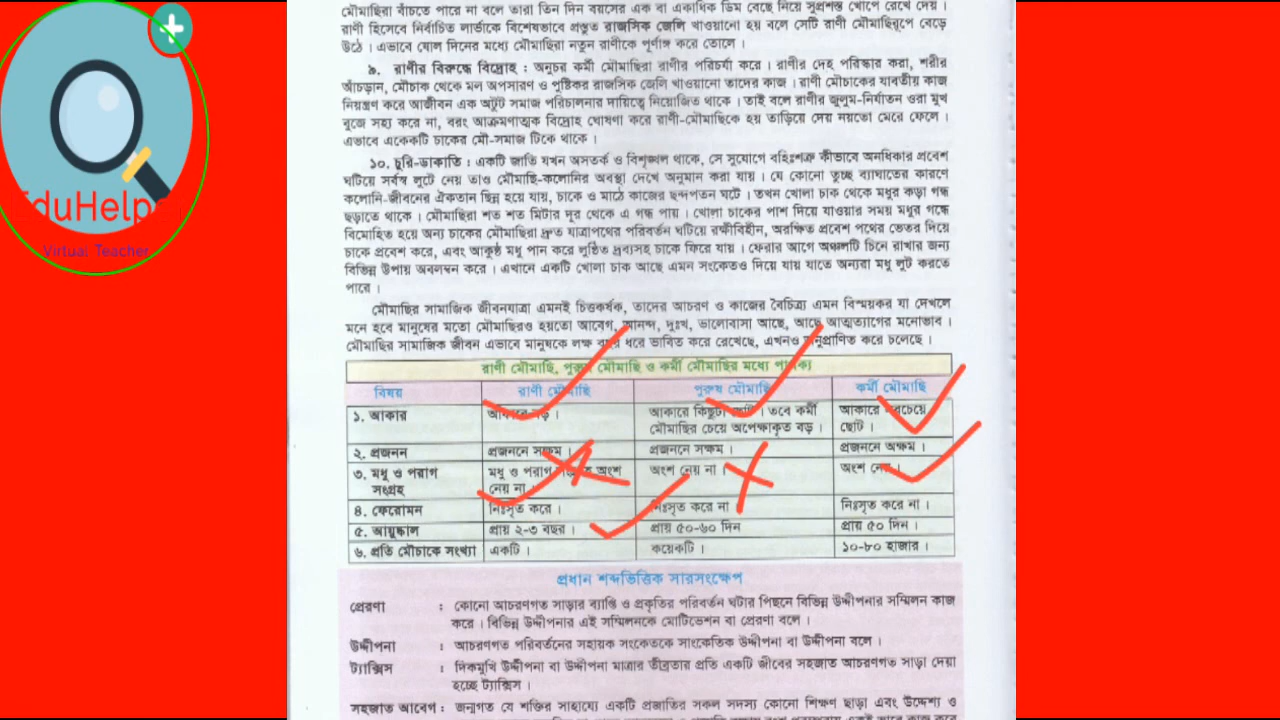 EduHelp
Virtual Teacher
মৌমাছিরা বাঁচতে পারে না বলে তারা তিন দিন বয়সের এক বা একাধিক ডিম বেছে নিয়ে সুপ্রশস্ত খোপে রেখে দেয়।
রাণী হিসেবে নির্বাচিত লার্ভাকে বিশেষভাবে প্রস্তুত রাজসিক জেলি খাওয়ানো হয় বলে সেটি রাণী মৌমাছিরূপে বেড়ে
উঠে। এভাবে ষোল দিনের মধ্যে মৌমাছিরা নতুন রাণীকে পূর্ণাঙ্গ করে তোলে।
৯. রাণীর বিরুদ্ধে বিদ্রোহ : অনুচর কর্মী মৌমাছিরা রাণীর পরিচর্যা করে। রাণীর দেহ পরিষ্কার করা, শরীর
আঁচড়ান, মৌচাক থেকে মল অপসারণ ও পুষ্টিকর রাজসিক জেলি খাওয়ানো তাদের কাজ। রাণী মৌচাকের যাবতীয় কাজ
নিয়ন্ত্রণ করে আজীবন এক অটুট সমাজ পরিচালনার দায়িত্বে নিয়োজিত থাকে। তাই বলে রাণীর জুলুম-নির্যাতন ওরা মুখ
বুজে সহ্য করে না, বরং আক্রমণাত্মক বিদ্রোহ ঘোষণা করে রাণী-মৌমাছিকে হয় তাড়িয়ে দেয় নয়তো মেরে ফেলে।
এভাবে একেকটি চাকের মৌ-সমাজ টিকে থাকে।
১০. চুরি-ডাকাতি : একটি জাতি যখন অসতর্ক ও বিশৃঙ্খল থাকে, সে সুযোগে বহিঃশত্রু কীভাবে অনধিকার প্রবেশ
ঘটিয়ে সর্বস্ব লুটে নেয় তাও মৌমাছি-কলোনির অবস্থা দেখে অনুমান করা যায়। যে কোনো তুচ্ছ ব্যাঘাতের কারণে
কলোনি-জীবনের ঐকতান ছিন্ন হয়ে যায়, চাকে ও মাঠে কাজের ছন্দপতন ঘটে। তখন খোলা চাক থেকে মধুর কড়া গন্ধ
ছড়াতে থাকে। মৌমাছিরা শত শত মিটার দূর থেকে এ গন্ধ পায়। খোলা চাকের পাশ দিয়ে যাওয়ার সময় মধুর গন্ধে
বিমোহিত হয়ে অন্য চাকের মৌমাছিরা দ্রুত যাত্রাপথের পরিবর্তন ঘটিয়ে রক্ষীবিহীন, অরক্ষিত প্রবেশ পথের ভেতর দিয়ে
চাকে প্রবেশ করে, এবং আকুণ্ঠ মধু পান করে লুণ্ঠিত দ্রব্যসহ চাকে ফিরে যায়। ফেরার আগে অঞ্চলটি চিনে রাখার জন্য
বিভিন্ন উপায় অবলম্বন করে। এখানে একটি খোলা চাক আছে এমন সংকেতও দিয়ে যায় যাতে অন্যরা মধু লুট করতে
পারে।
মৌমাছির সামাজিক জীবনযাত্রা এমনই চিত্তাকর্ষক, তাদের আচরণ ও কাজের বৈচিত্র্য এমন বিস্ময়কর যা দেখলে
মনে হবে মানুষের মতো মৌমাছিরও হয়তো আবেগ, আনন্দ, দুঃখ, ভালোবাসা আছে, আছে আত্মত্যাগের মনোভাব।
মৌমাছির সামাজিক জীবন এভাবে মানুষকে লক্ষ বছর ধরে ভাবিত করে রেখেছে, এখনও অনুপ্রাণিত করে চলেছে।
রাণী মৌমাছি, পুরুষ মৌমাছি ও কর্মী মৌমাছির মধ্যে পার্থক্য
বিষয় রাণী মৌমাছি পুরুষ মৌমাছি কর্মী মৌমাছি
১. আকার আকারে বড়। আকারে কিছুটা তবে কর্মী আকারে সবচেয়ে
মৌমাছির চেয়ে অপেক্ষাকৃত বড়। ছোট।
২. প্রজনন প্রজননে সক্ষম। প্রজননে সক্ষম। প্রজননে অক্ষম।
৩. মধু ও পরাগ মধু ও পরাগ অংশ অংশ নেয় না। অংশ নেয়।
সংগ্রহ নেয় না।
৪. ফেরোমন নিঃসৃত করে। নিঃসৃত করে না নিঃসৃত করে না।
৫. আয়ুষ্কাল প্রায় ২-৩ বছর। প্রায় ৫০-৬০ দিন প্রায় ৫০ দিন।
৬. প্রতি মৌচাকে সংখ্যা একটি। কয়েকটি। ১০-৮০ হাজার।
প্রধান শব্দভিত্তিক সারসংক্ষেপ
প্রেরণা : কোনো আচরণগত সাড়ার ব্যাপ্তি ও প্রকৃতির পরিবর্তন ঘটার পিছনে বিভিন্ন উদ্দীপনার সম্মিলন কাজ
করে। বিভিন্ন উদ্দীপনার এই সম্মিলনকে মোটিভেশন বা প্রেরণা বলে।
উদ্দীপনা : আচরণগত পরিবর্তনের সহায়ক সংকেতকে সাংকেতিক উদ্দীপনা বা উদ্দীপনা বলে।
ট্যাক্সিস : দিকমুখি উদ্দীপনা বা উদ্দীপনা মাত্রার তীব্রতার প্রতি একটি জীবের সহজাত আচরণগত সাড়া দেয়া
হচ্ছে ট্যাক্সিস।
সহজাত আবেগ : জন্মগত যে শক্তির সাহায্যে একটি প্রজাতির সকল সদস্য কোনো শিক্ষণ ছাড়া এবং উদ্দেশ্য ও